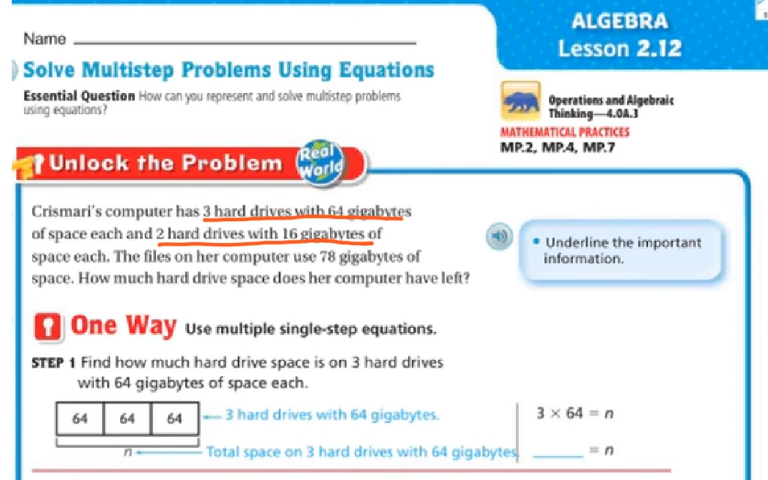 ALGEBRA
Lesson 2.12
Name
Solve Multistep Problems Using Equations
Essential Question How can you represent and solve multistep problems
using equations?
Operations and Algebraic
Thinking—4.OA.3
MATHEMATICAL PRACTICES
MP.2, MP.4, MP.7
Unlock the Problem
Real
World
Crismari's computer has 3 hard drives with 64 gigabytes
of space each and 2 hard drives with 16 gigabytes of
space each. The files on her computer use 78 gigabytes of
space. How much hard drive space does her computer have left?
• Underline the important
information.
One Way Use multiple single-step equations.
STEP 1 Find how much hard drive space is on 3 hard drives
with 64 gigabytes of space each.
64 64 64
3 hard drives with 64 gigabytes.
3 × 64 = n
n
Total space on 3 hard drives with 64 gigabytes
_____ = n